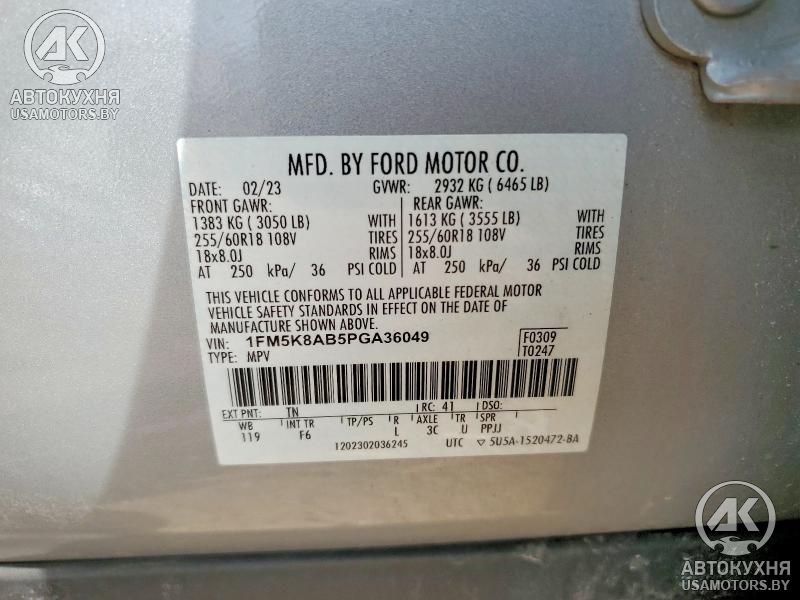 AK
АВТОКУХНЯ
USAMOTORS.BY
MFD. BY FORD MOTOR CO.
DATE: 02/23 GVWR: 2932 KG ( 6465 LB)
FRONT GAWR: REAR GAWR:
1383 KG ( 3050 LB) WITH 1613 KG ( 3555 LB) WITH
255/60R18 108V TIRES 255/60R18 108V TIRES
18x8.0J RIMS 18x8.0J RIMS
AT 250 kPa/ 36 PSI COLD AT 250 kPa/ 36 PSI COLD
THIS VEHICLE CONFORMS TO ALL APPLICABLE FEDERAL MOTOR
VEHICLE SAFETY STANDARDS IN EFFECT ON THE DATE OF
MANUFACTURE SHOWN ABOVE.
VIN: 1FM5K8AB5PGA36049 F0309
TYPE: MPV T0247
EXT PNT: TN RC: 41 DSO:
WB INT TR TP/PS R AXLE TR SPR
119 F6 L 3C U PPJJ
1202302036245 UTC ▽ 5U5A-1520472-BA
AK
АВТОКУХНЯ
USAMOTORS.BY